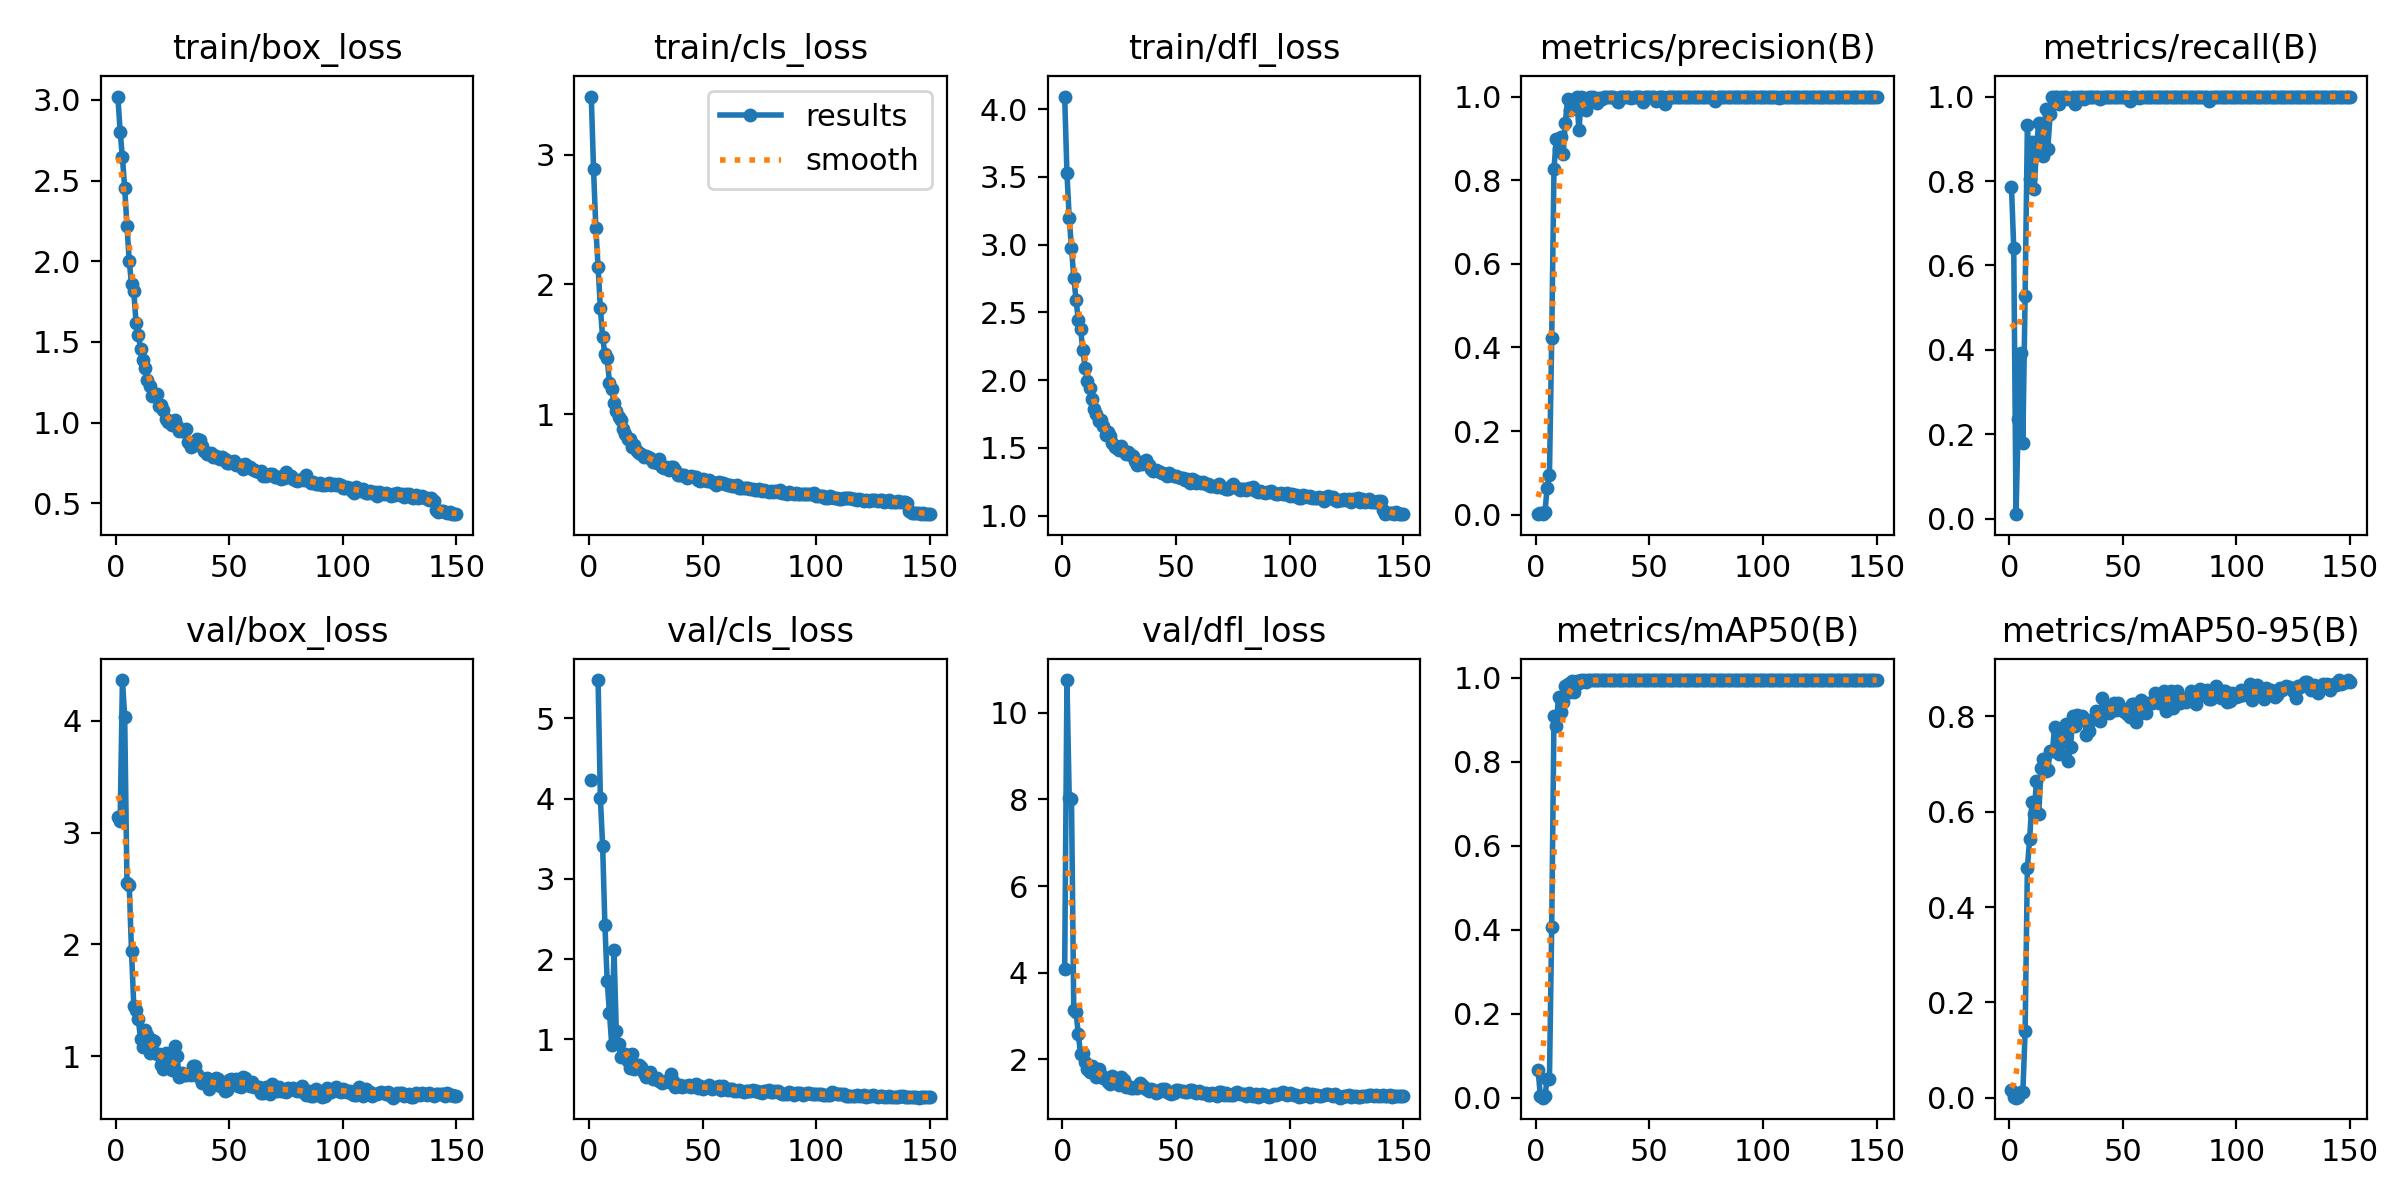 train/box_loss
3.0
2.5
2.0
1.5
1.0
0.5
0 50 100 150
train/cls_loss
results
smooth
3
2
1
0 50 100 150
train/dfl_loss
4.0
3.5
3.0
2.5
2.0
1.5
1.0
0 50 100 150
metrics/precision(B)
1.0
0.8
0.6
0.4
0.2
0.0
0 50 100 150
metrics/recall(B)
1.0
0.8
0.6
0.4
0.2
0.0
0 50 100 150
val/box_loss
4
3
2
1
0 50 100 150
val/cls_loss
5
4
3
2
1
0 50 100 150
val/dfl_loss
10
8
6
4
2
0 50 100 150
metrics/mAP50(B)
1.0
0.8
0.6
0.4
0.2
0.0
0 50 100 150
metrics/mAP50-95(B)
0.8
0.6
0.4
0.2
0.0
0 50 100 150